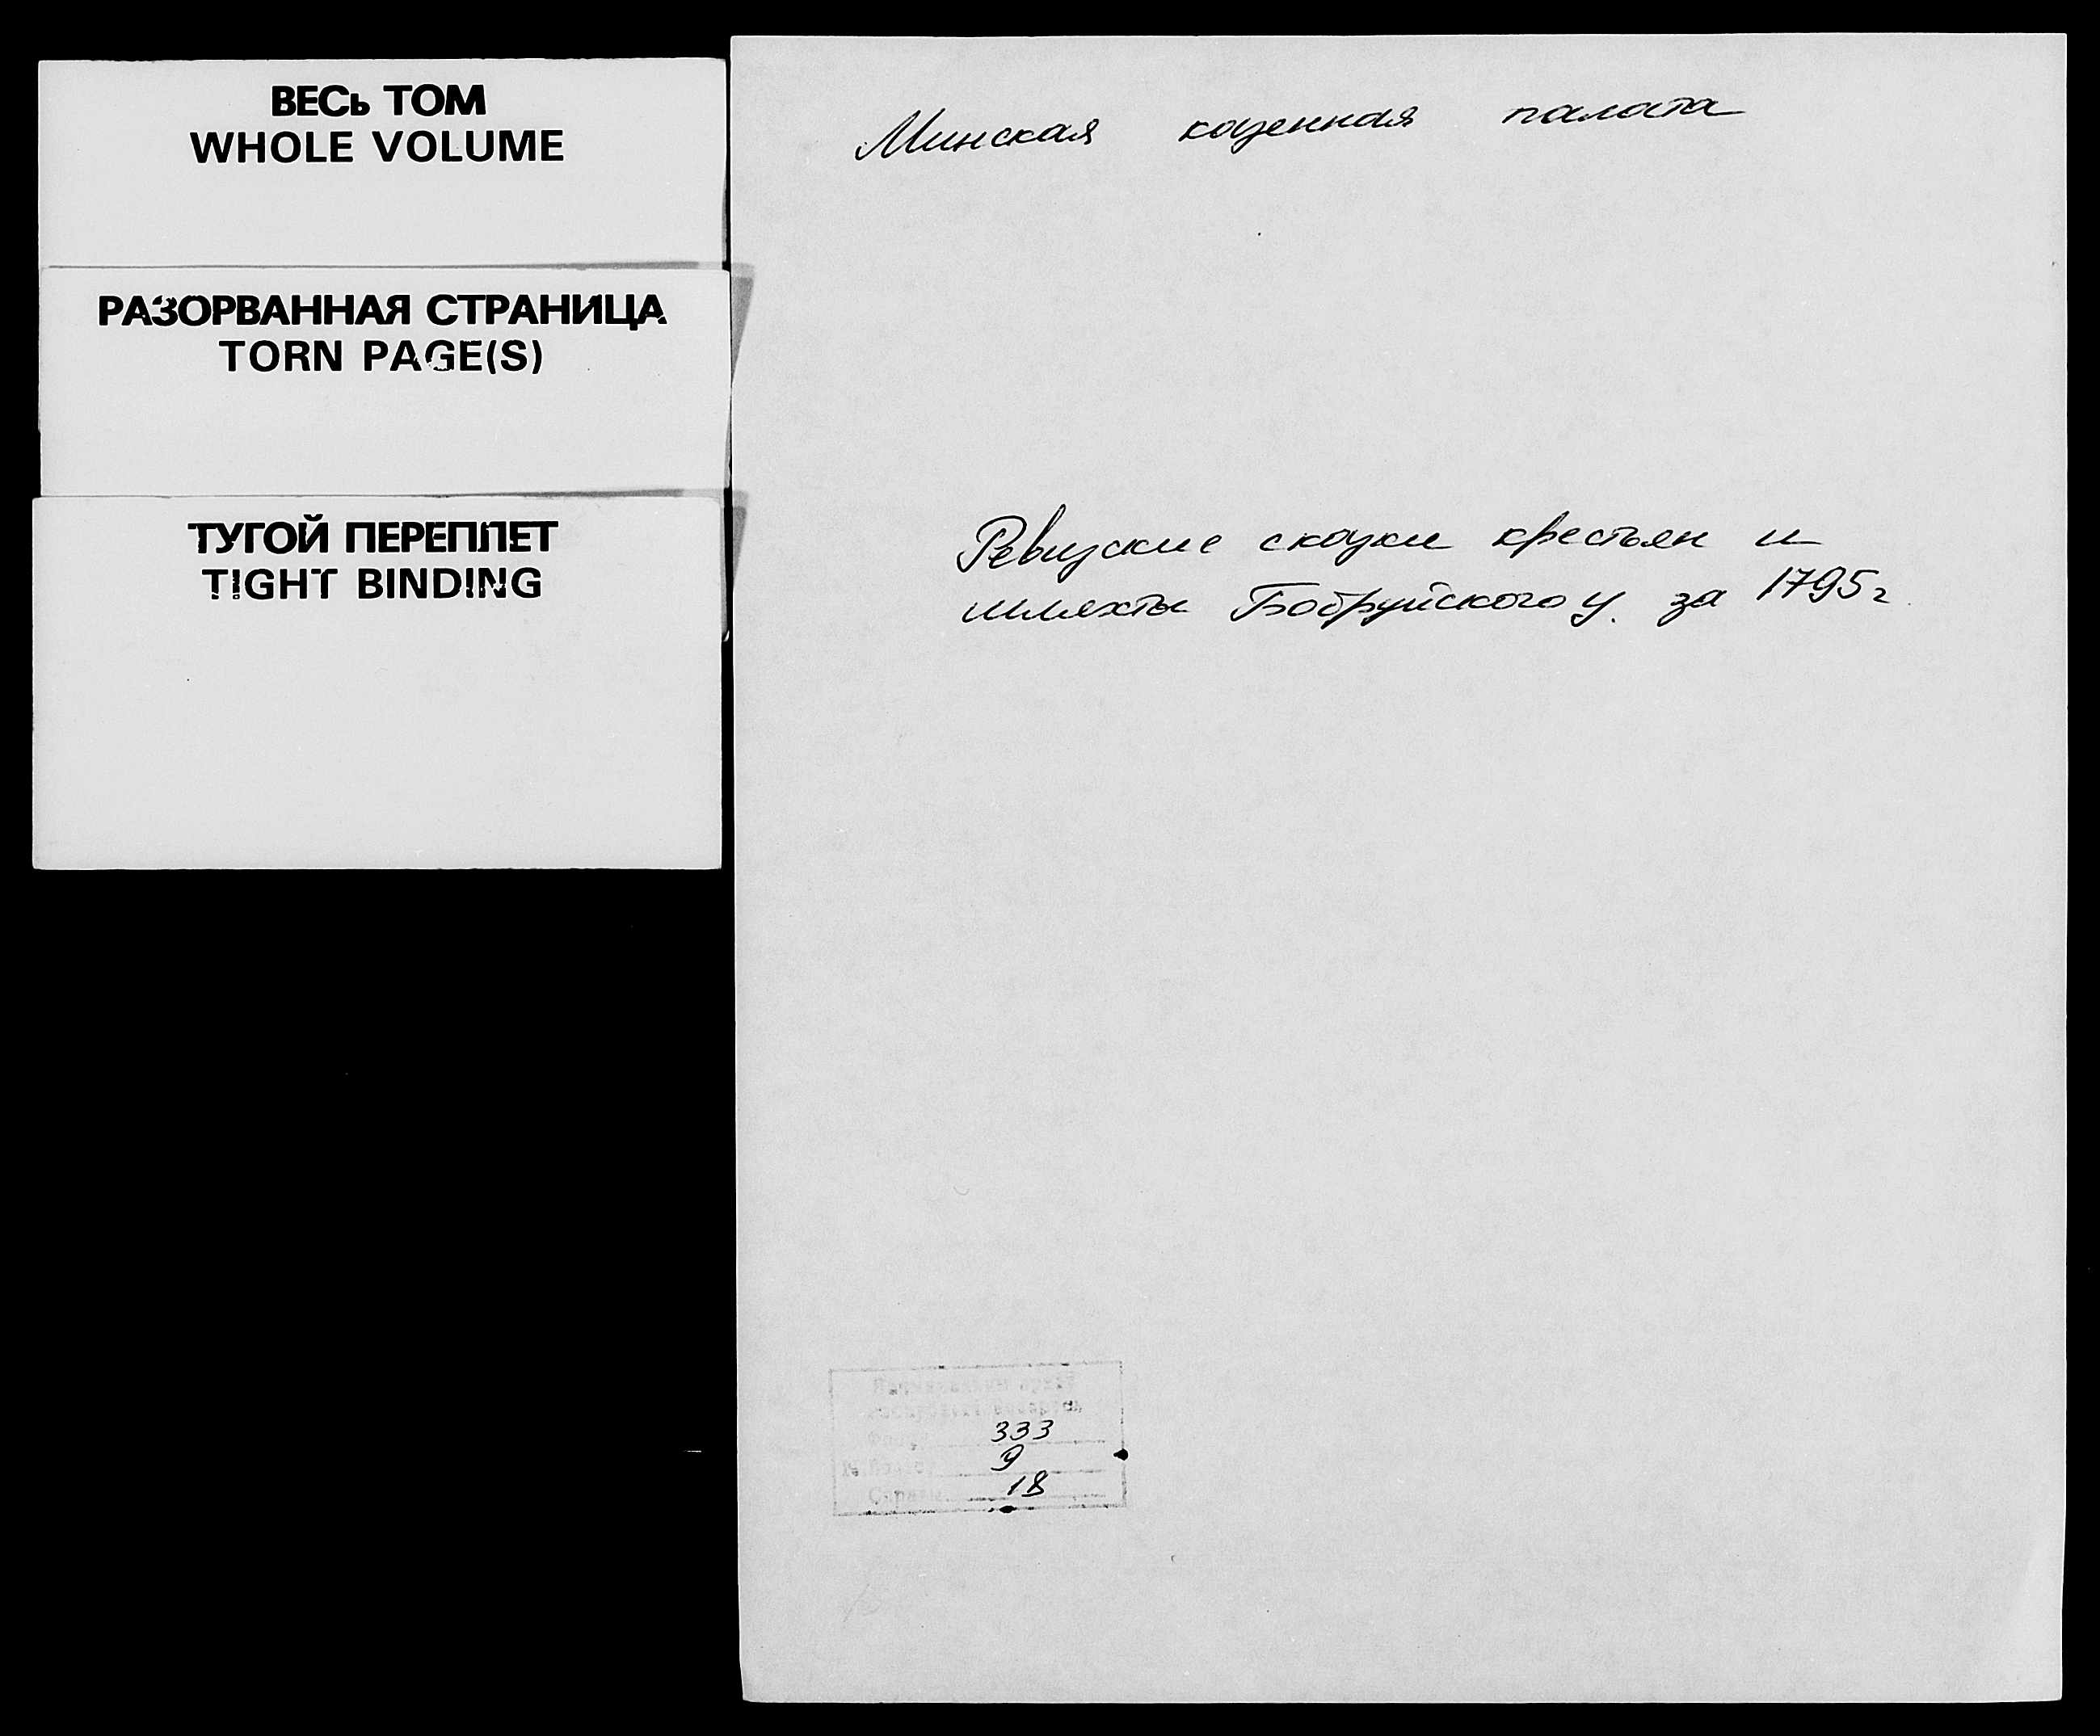 ВЕСЬ ТОМ
WHOLE VOLUME
РАЗОРВАННАЯ СТРАНИЦА
TORN PAGE(S)
ТУГОЙ ПЕРЕПЛЕТ
TIGHT BINDING
Минская казенная палата
Ревизские сказки крестьян и
шляхты Бобруйского у. за 1795 г
333
9
18